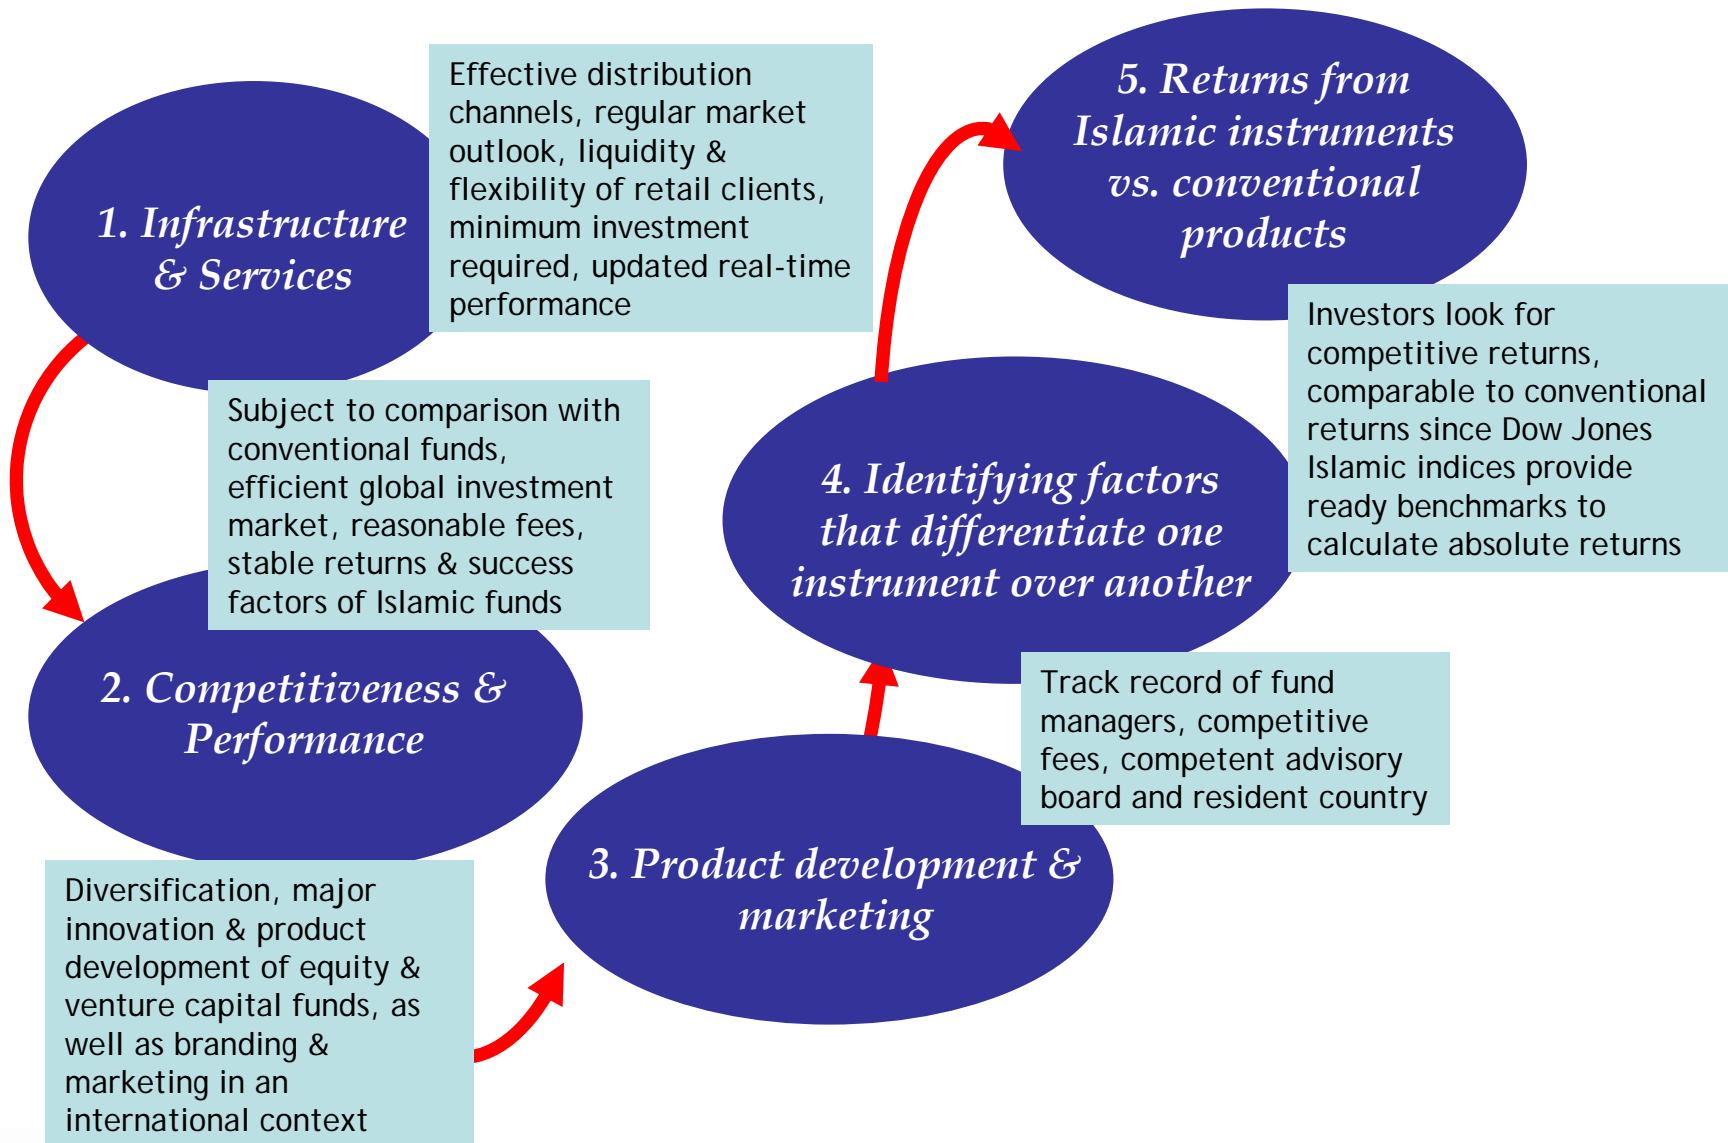 1. Infrastructure
& Services
Effective distribution
channels, regular market
outlook, liquidity &
flexibility of retail clients,
minimum investment
required, updated real-time
performance
Subject to comparison with
conventional funds,
efficient global investment
market, reasonable fees,
stable returns & success
factors of Islamic funds
2. Competitiveness &
Performance
Diversification, major
innovation & product
development of equity &
venture capital funds, as
well as branding &
marketing in an
international context
3. Product development &
marketing
Track record of fund
managers, competitive
fees, competent advisory
board and resident country
4. Identifying factors
that differentiate one
instrument over another
5. Returns from
Islamic instruments
vs. conventional
products
Investors look for
competitive returns,
comparable to conventional
returns since Dow Jones
Islamic indices provide
ready benchmarks to
calculate absolute returns